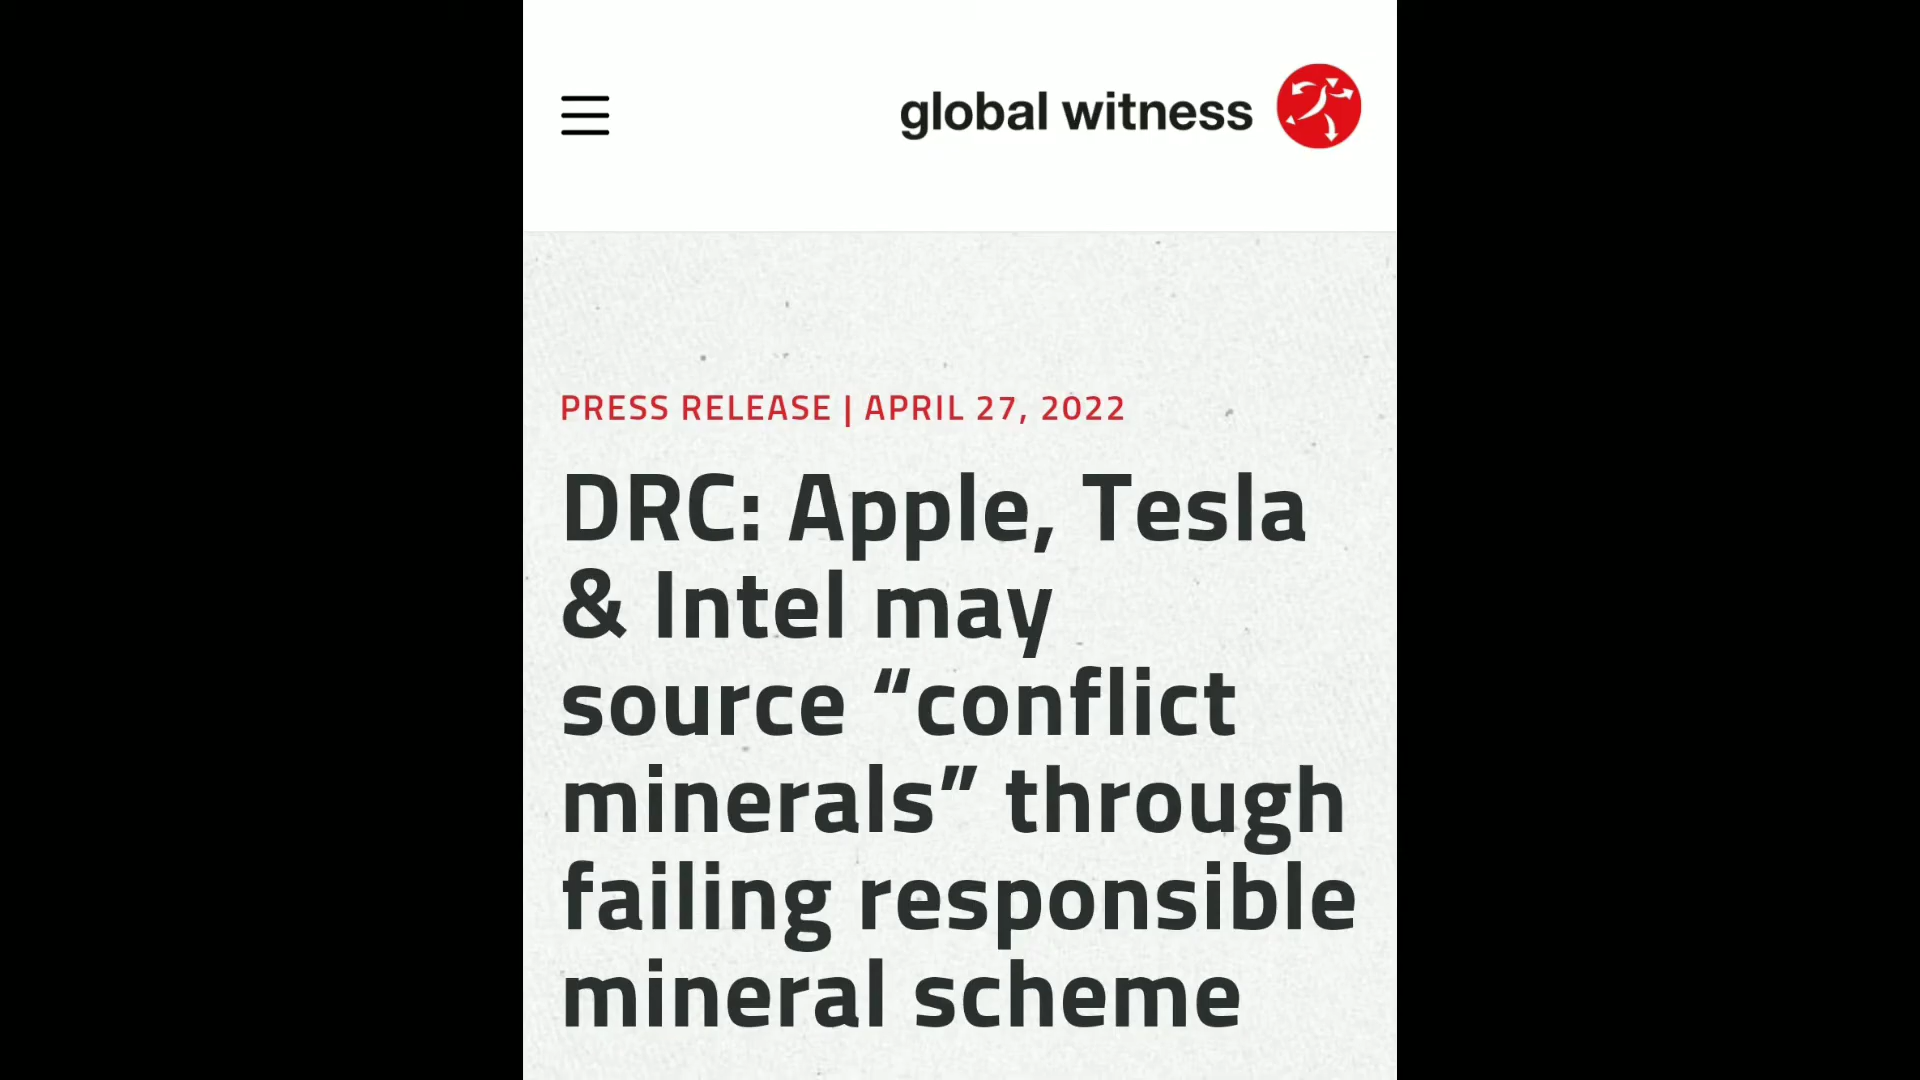 global witness
PRESS RELEASE | APRIL 27, 2022
DRC: Apple, Tesla
& Intel may
source “conflict
minerals” through
failing responsible
mineral scheme